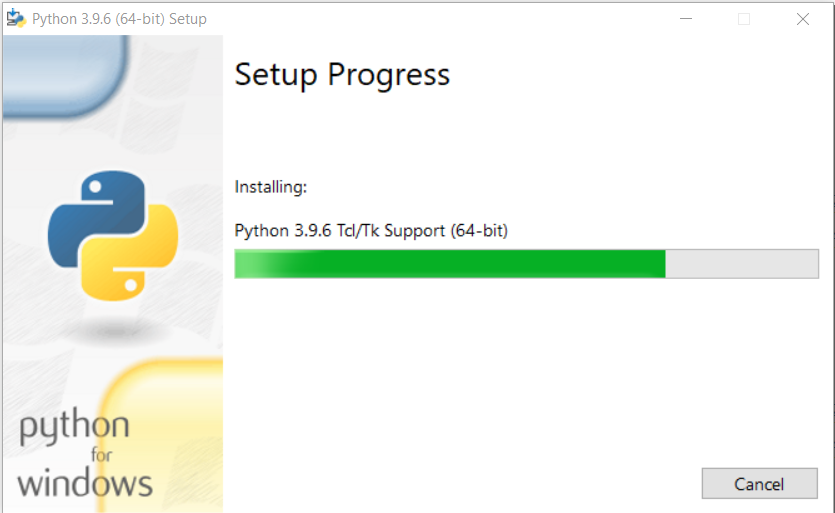 Python 3.9.6 (64-bit) Setup
Setup Progress
Installing:
Python 3.9.6 Tcl/Tk Support (64-bit)
python
for
windows
Cancel